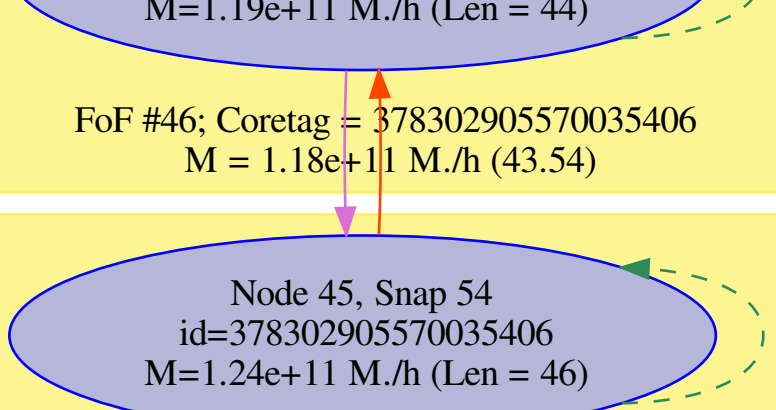 M=1.19e+11 M./h (Len = 44)
FoF #46; Coretag = 378302905570035406
M = 1.18e+11 M./h (43.54)
Node 45, Snap 54
id=378302905570035406
M=1.24e+11 M./h (Len = 46)